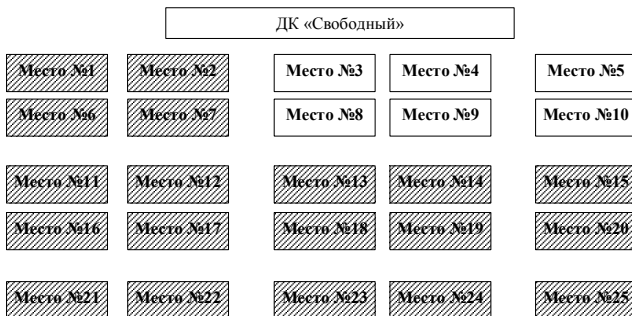 ДК «Свободный»
Место №1 Место №2 Место №3 Место №4 Место №5
Место №6 Место №7 Место №8 Место №9 Место №10
Место №11 Место №12 Место №13 Место №14 Место №15
Место №16 Место №17 Место №18 Место №19 Место №20
Место №21 Место №22 Место №23 Место №24 Место №25